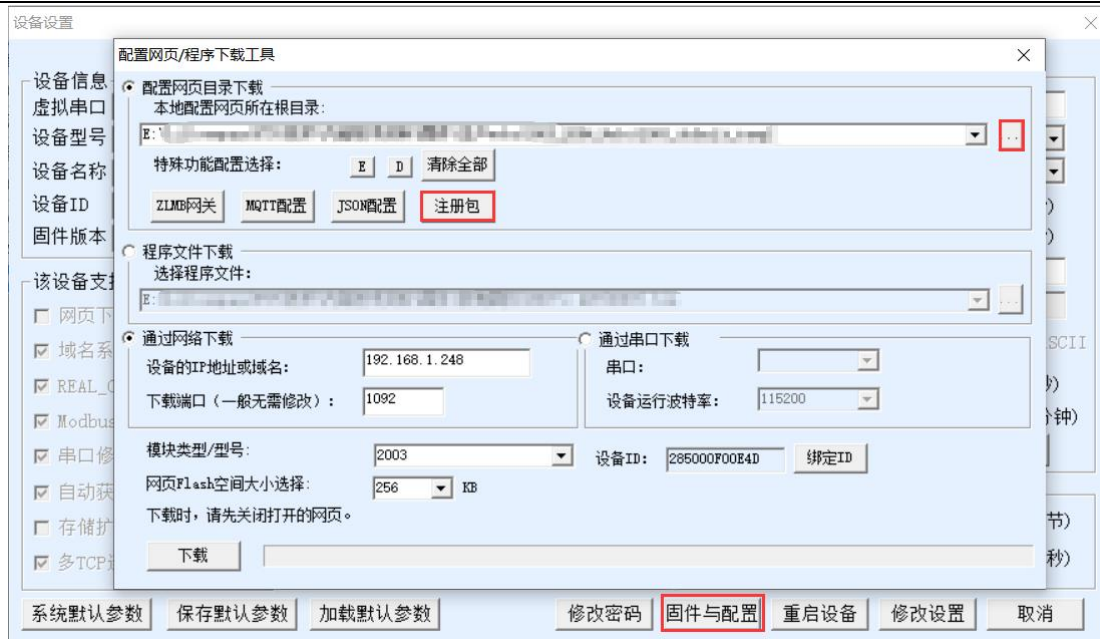 设备设置
配置网页/程序下载工具
设备信息
虚拟串口
设备型号
设备名称
设备ID
固件版本
配置网页目录下载
本地配置网页所在根目录:
E:\
..
特殊功能配置选择:
E D 清除全部
ZLMB网关 MQTT配置 JSON配置 注册包
程序文件下载
选择程序文件:
E:
...
该设备支
网页下
域名系
REAL_C
Modbus
串口修
自动获
存储扩
多TCP
通过网络下载
设备的IP地址或域名: 192.168.1.248
下载端口（一般无需修改）: 1092
通过串口下载
串口:
设备运行波特率: 115200
SCII
钟)
模块类型/型号: 2003
设备ID: 285000F00E4D 绑定ID
网页Flash空间大小选择: 256 KB
下载时，请先关闭打开的网页。
下载
节)
秒)
系统默认参数 保存默认参数 加载默认参数 修改密码 固件与配置 重启设备 修改设置 取消